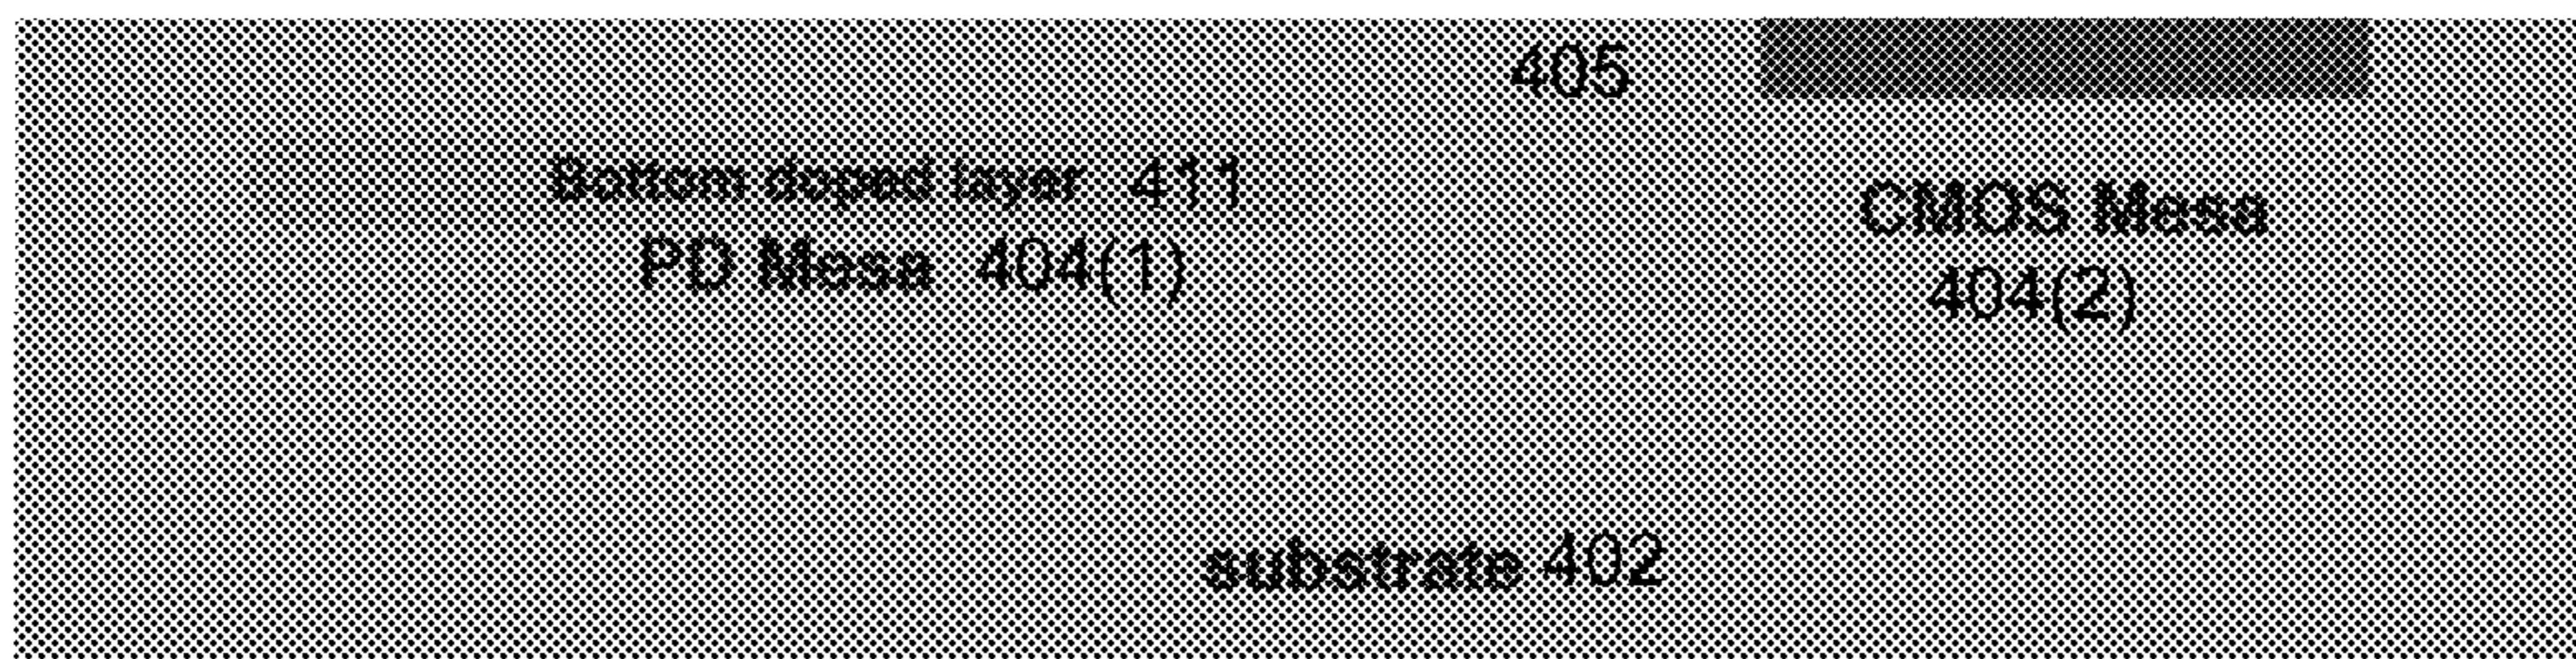 405
Bottom doped layer 411
PD Mesa 404(1)
CMOS Mesa
404(2)
substrate 402